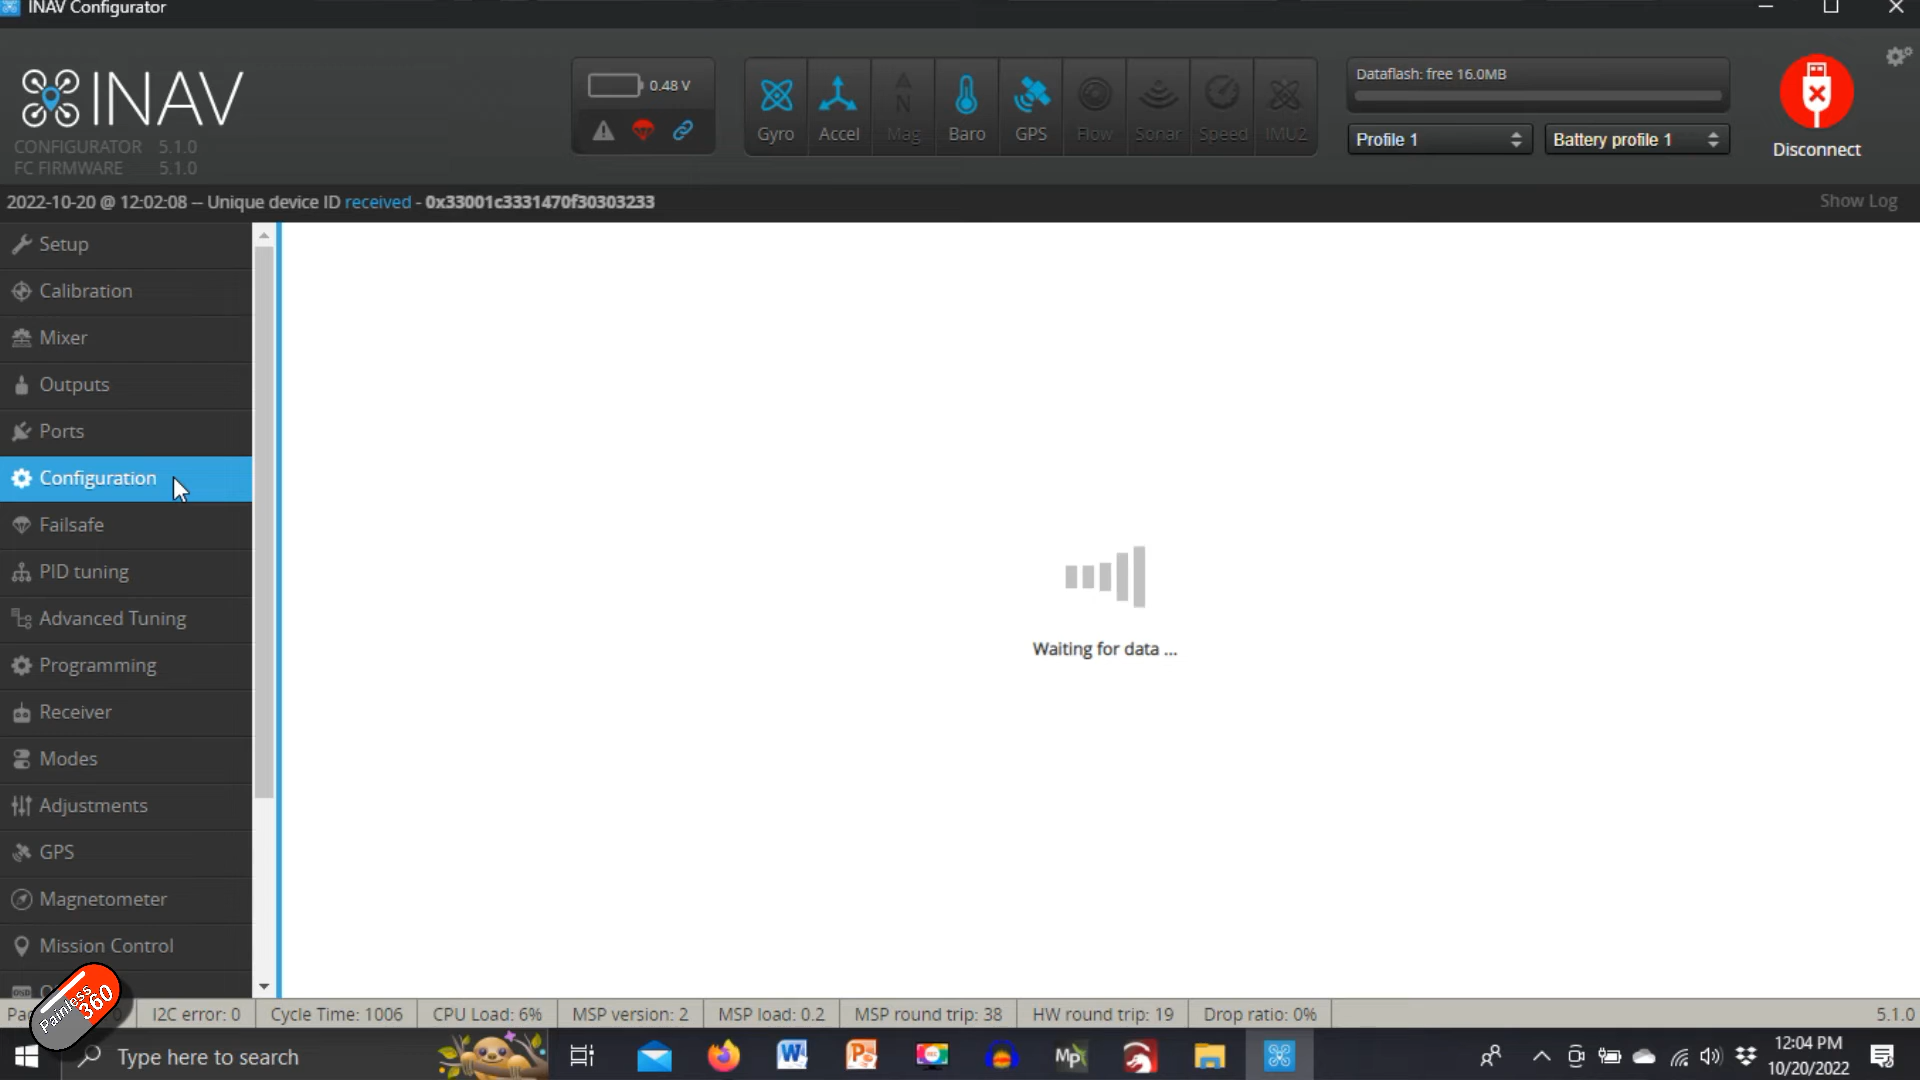 INAV Configurator
INAV
CONFIGURATOR 5.1.0
FC FIRMWARE 5.1.0
0.48 V
Gyro
Accel
Mag
Baro
GPS
Flow
Sonar
Speed
IMU2
Dataflash: free 16.0MB
Profile 1
Battery profile 1
Disconnect
2022-10-20 @ 12:02:08 -- Unique device ID received - 0x33001c3331470f30303233
Show Log
Setup
Calibration
Mixer
Outputs
Ports
Configuration
Failsafe
PID tuning
Advanced Tuning
Programming
Receiver
Modes
Adjustments
GPS
Magnetometer
Mission Control
Waiting for data ...
Painless 360
I2C error: 0
Cycle Time: 1006
CPU Load: 6%
MSP version: 2
MSP load: 0.2
MSP round trip: 38
HW round trip: 19
Drop ratio: 0%
5.1.0
Type here to search
12:04 PM
10/20/2022